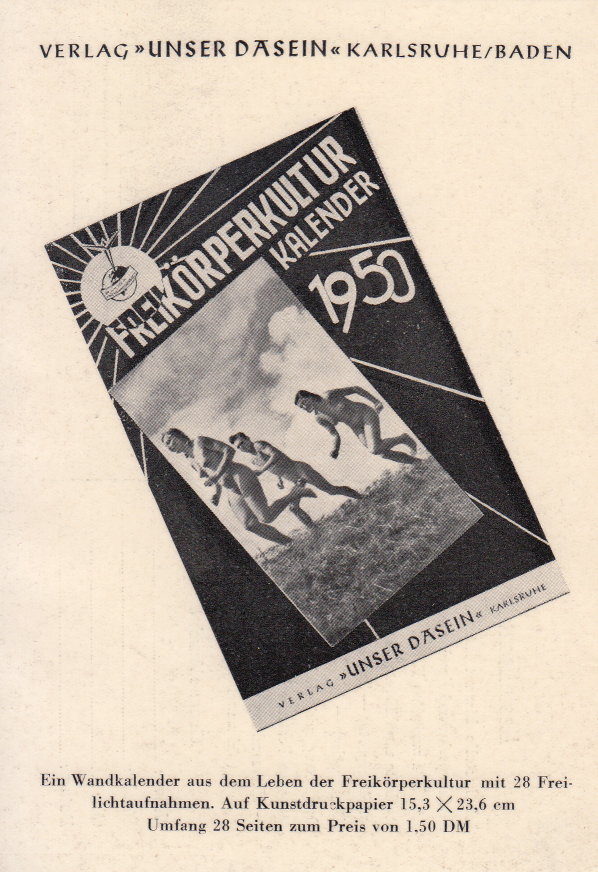 VERLAG »UNSER DASEIN« KARLSRUHE/BADEN
FREIKÖRPERKULTUR
KALENDER
1950
VERLAG »UNSER DASEIN« KARLSRUHE
Ein Wandkalender aus dem Leben der Freikörperkultur mit 28 Frei-
lichtaufnahmen. Auf Kunstdruckpapier 15,3 × 23,6 cm
Umfang 28 Seiten zum Preis von 1,50 DM